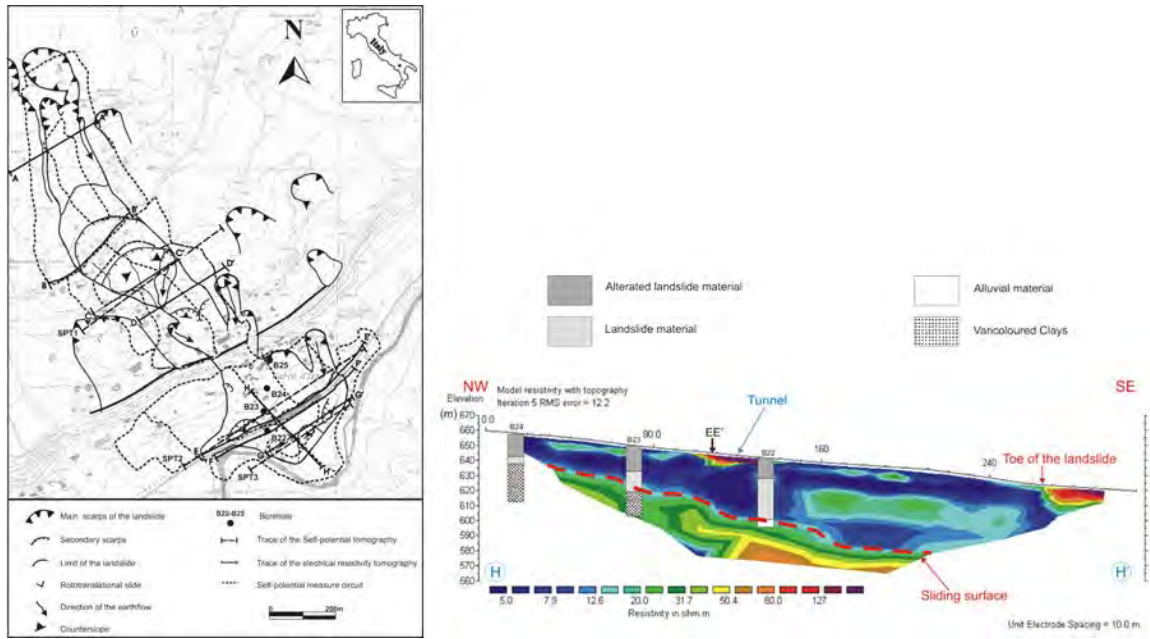 N
Italy
A
A'
B'
C'
D'
B
C
D
SPT1
B25
B24
E'
H
B23
G'
B22
E
F
G
H'
SPT2
SPT3
Main scarps of the landslide
Secondary scarps
Limit of the landslide
Rototranslational slide
Direction of the earthflow
Counterslope
B22-B25
Borehole
Trace of the Self-potential tomography
Trace of the electrical resistivity tomography
Self-potential measure circuit
0 200m
Alterated landslide material
Landslide material
Alluvial material
Varicoloured Clays
NW
SE
Model resistivity with topography
Iteration 5 RMS error = 12.2
Elevation
(m)
Tunnel
EE'
Toe of the landslide
0.0 80.0 160 240
B24
B23
B22
670
660
650
640
630
620
610
600
590
580
570
560
H
H'
Sliding surface
5.0 7.9 12.6 20.0 31.7 50.4 80.0 127
Resistivity in ohm.m
Unit Electrode Spacing = 10.0 m.